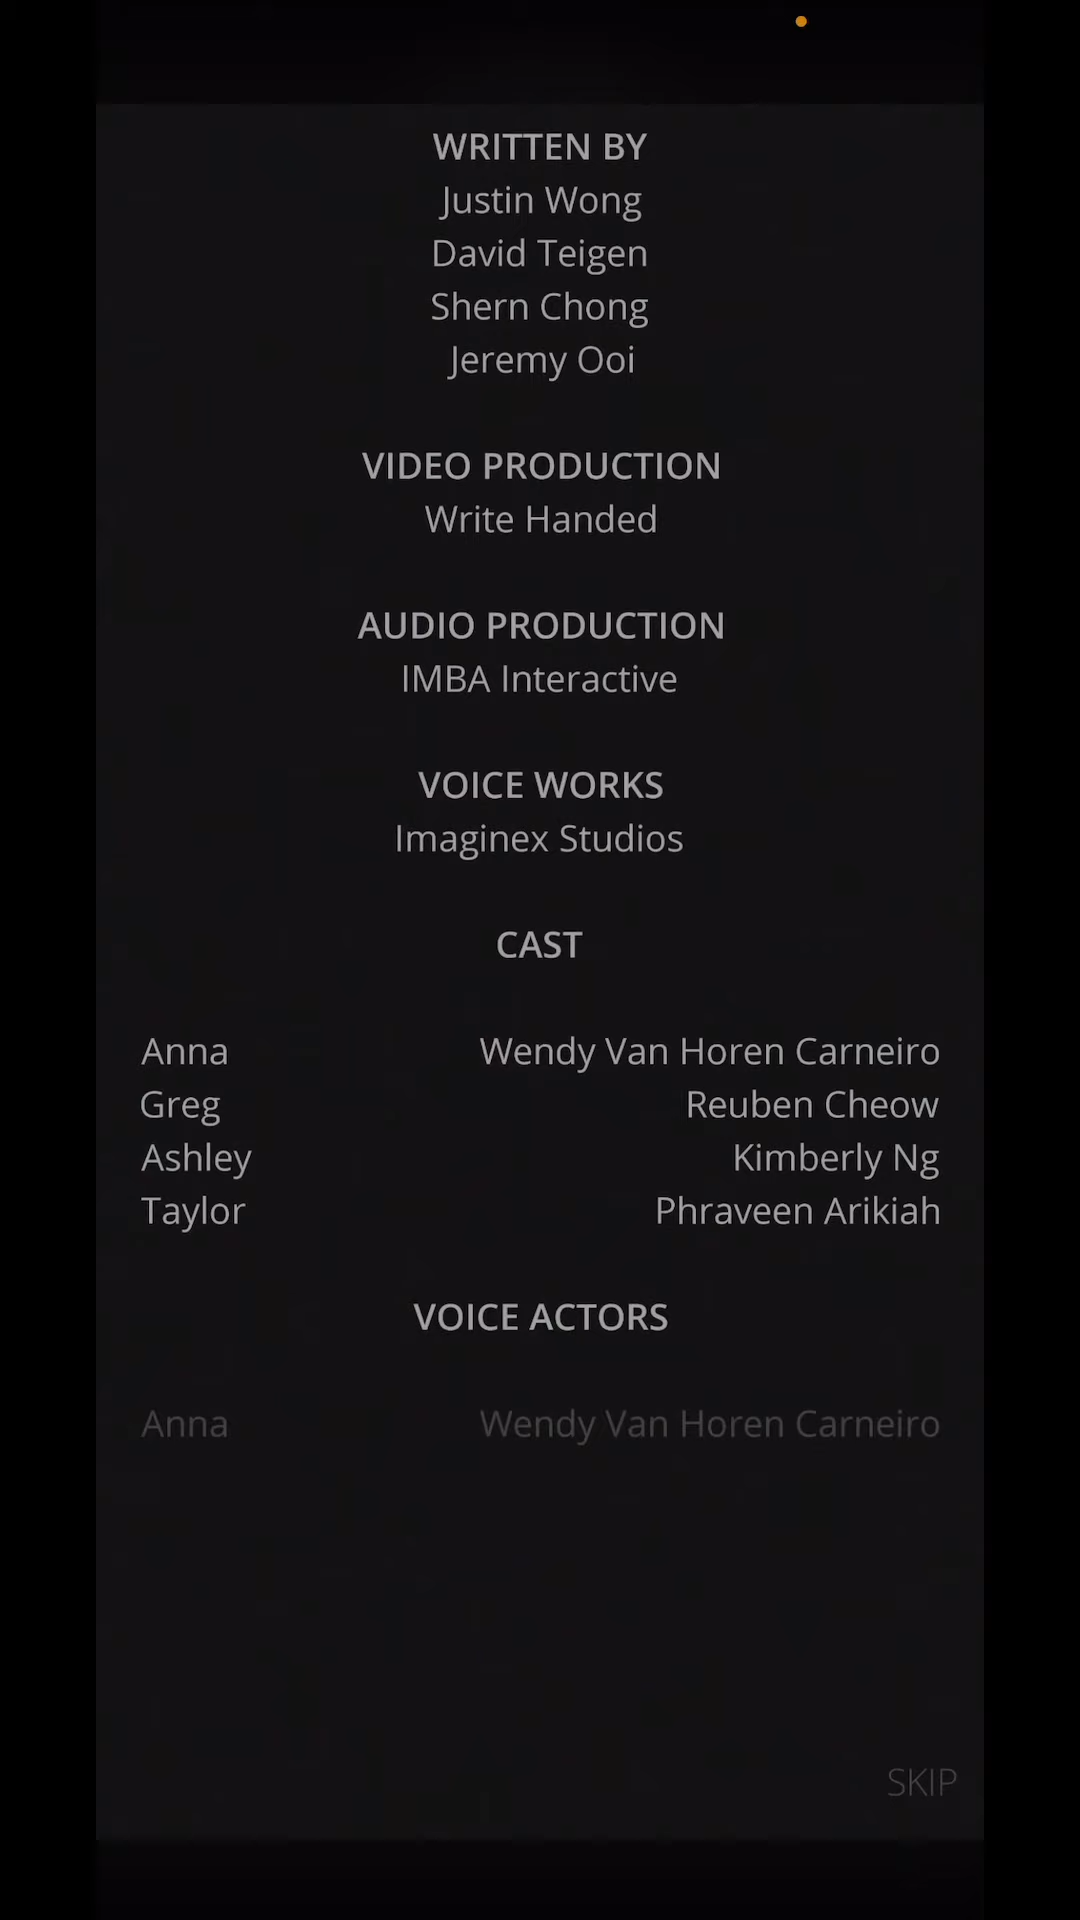 WRITTEN BY
Justin Wong
David Teigen
Shern Chong
Jeremy Ooi
VIDEO PRODUCTION
Write Handed
AUDIO PRODUCTION
IMBA Interactive
VOICE WORKS
Imaginex Studios
CAST
Anna Wendy Van Horen Carneiro
Greg Reuben Cheow
Ashley Kimberly Ng
Taylor Phraveen Arikiah
VOICE ACTORS
Anna Wendy Van Horen Carneiro
SKIP